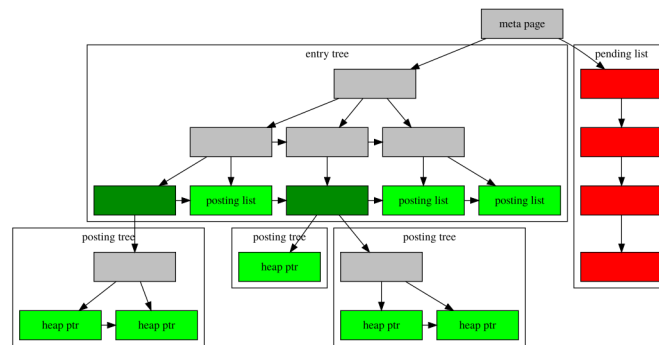 meta page
entry tree
pending list
posting list
posting list
posting list
posting tree
posting tree
posting tree
heap ptr
heap ptr
heap ptr
heap ptr
heap ptr